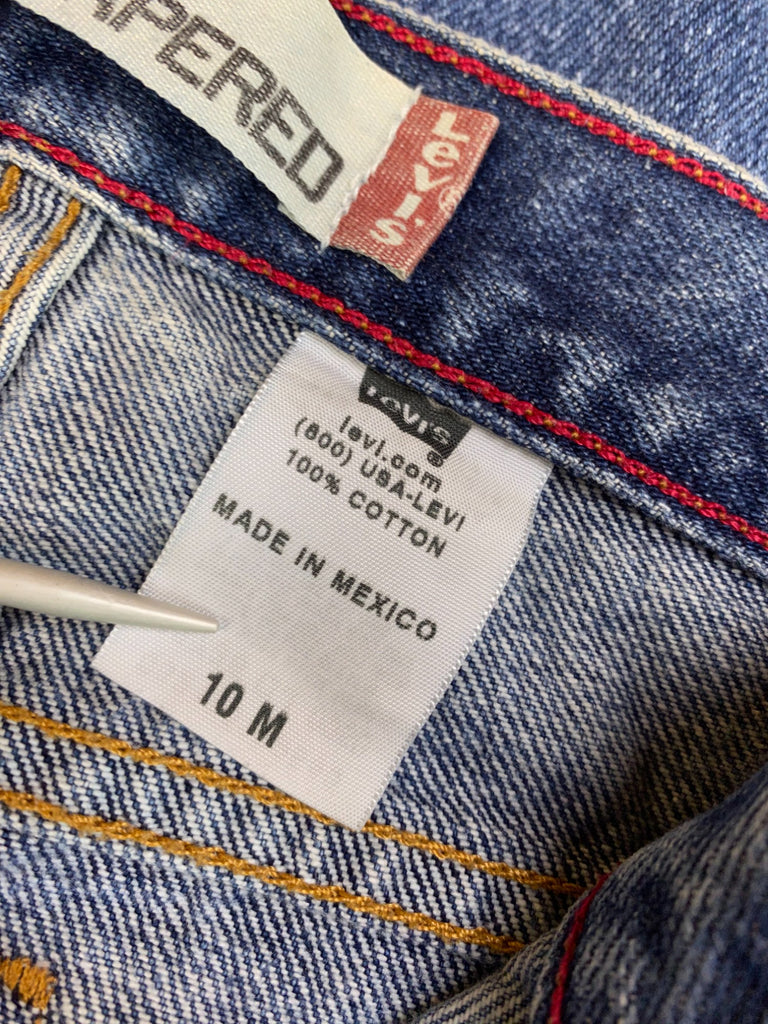 APERED
Levi's®
Levi's®
levi.com
(800) USA-LEVI
100% COTTON
MADE IN MEXICO
10 M